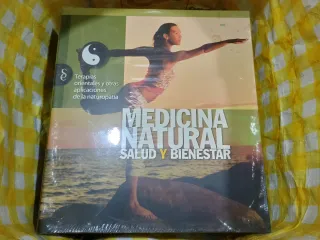 Terapias
orientales y otras
aplicaciones
de la naturopatía
MEDICINA
NATURAL
SALUD Y BIENESTAR